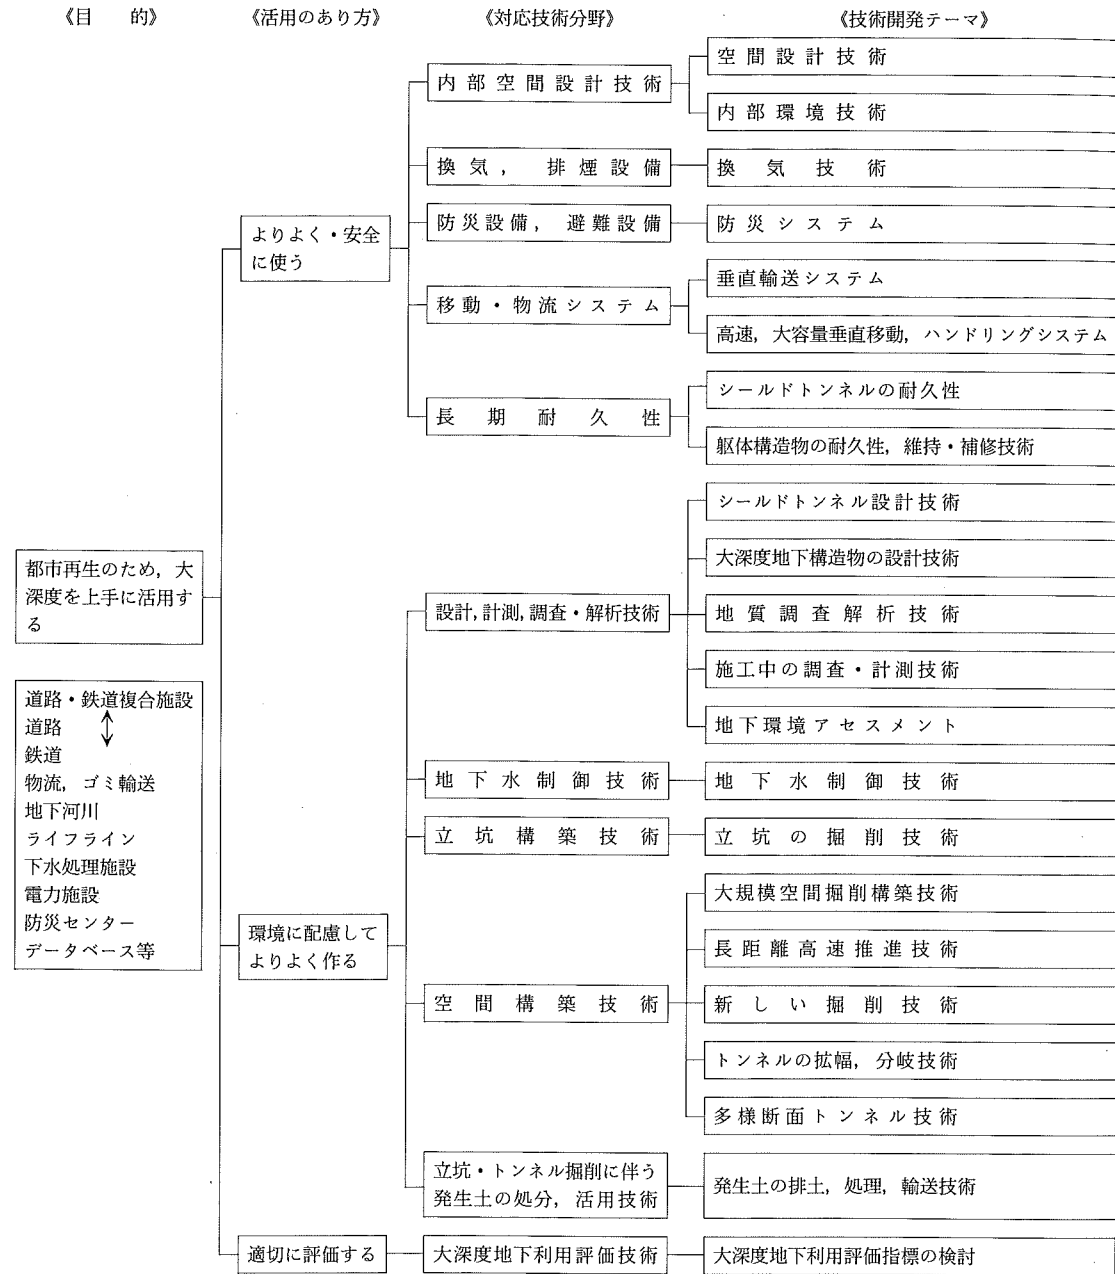 《目 的》
《活用のあり方》
《対応技術分野》
《技術開発テーマ》
都市再生のため, 大
深度を上手に活用す
る
道路・鉄道複合施設
道路
鉄道
物流, ゴミ輸送
地下河川
ライフライン
下水処理施設
電力施設
防災センター
データベース等
よりよく・安全
に使う
内部空間設計技術
空間設計技術
内部環境技術
換気, 排煙設備
換気技術
防災設備, 避難設備
防災システム
移動・物流システム
垂直輸送システム
高速, 大容量垂直移動, ハンドリングシステム
長期耐久性
シールドトンネルの耐久性
躯体構造物の耐久性, 維持・補修技術
環境に配慮して
よりよく作る
設計, 計測, 調査・解析技術
シールドトンネル設計技術
大深度地下構造物の設計技術
地質調査解析技術
施工中の調査・計測技術
地下環境アセスメント
地下水制御技術
地下水制御技術
立坑構築技術
立坑の掘削技術
空間構築技術
大規模空間掘削構築技術
長距離高速推進技術
新しい掘削技術
トンネルの拡幅, 分岐技術
多様断面トンネル技術
立坑・トンネル掘削に伴う
発生土の処分, 活用技術
発生土の排土, 処理, 輸送技術
適切に評価する
大深度地下利用評価技術
大深度地下利用評価指標の検討